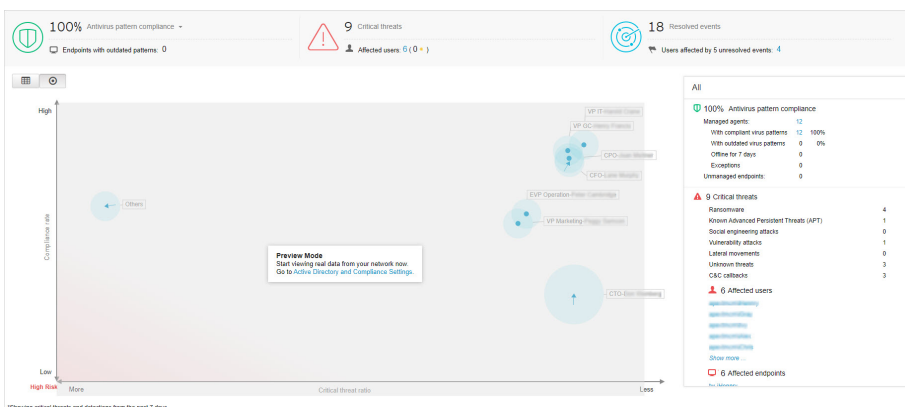 100% Antivirus pattern compliance
Endpoints with outdated patterns: 0
9 Critical threats
Affected users: 6 ( 0 )
18 Resolved events
Users affected by 5 unresolved events: 4
All
100% Antivirus pattern compliance
Managed agents: 12
With compliant virus patterns 12 100%
With outdated virus patterns 0 0%
Offline for 7 days 0
Exceptions 0
Unmanaged endpoints: 0
9 Critical threats
Ransomware 4
Known Advanced Persistent Threats (APT) 1
Social engineering attacks 0
Vulnerability attacks 1
Lateral movements 0
Unknown threats 3
C&C callbacks 3
6 Affected users
Show more ...
6 Affected endpoints
High
Compliance rate
Low
High Risk
More
Critical threat ratio
Less
VP IT-
VP OC-
CPO-
CFO-
EVP Operation-
VP Marketing-
CTO-
Others
Preview Mode
Start viewing real data from your network now.
Go to Active Directory and Compliance Settings.